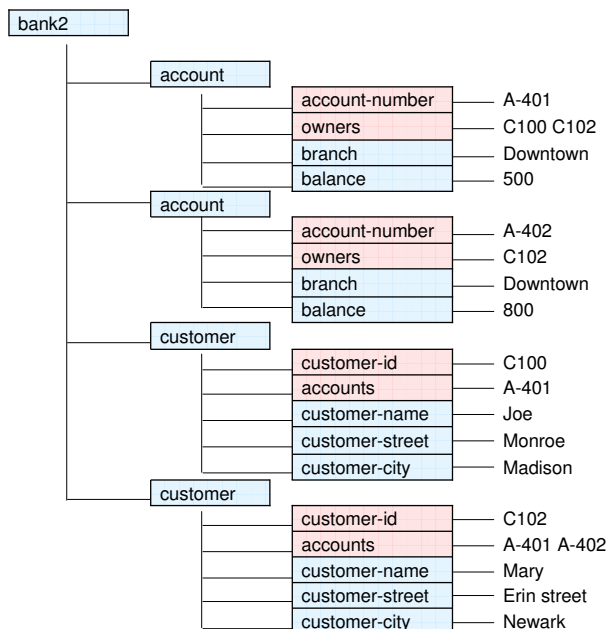 bank2
account
account-number A-401
owners C100 C102
branch Downtown
balance 500
account
account-number A-402
owners C102
branch Downtown
balance 800
customer
customer-id C100
accounts A-401
customer-name Joe
customer-street Monroe
customer-city Madison
customer
customer-id C102
accounts A-401 A-402
customer-name Mary
customer-street Erin street
customer-city Newark